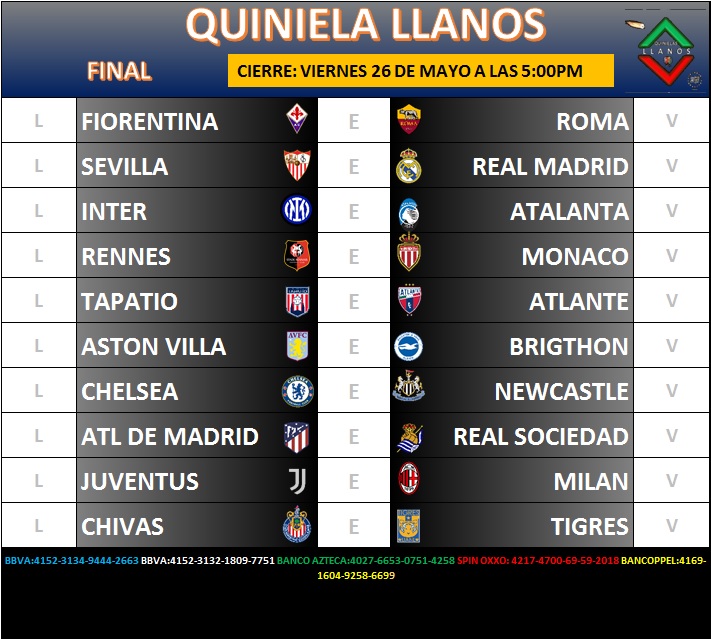 QUINIELA LLANOS
QUINIELAS
LLANOS
FINAL
CIERRE: VIERNES 26 DE MAYO A LAS 5:00PM
L FIORENTINA E ROMA V
L SEVILLA E REAL MADRID V
L INTER E ATALANTA V
L RENNES E MONACO V
L TAPATIO E ATLANTE V
L ASTON VILLA AVFC E BRIGTHON V
L CHELSEA E NEWCASTLE V
L ATL DE MADRID E REAL SOCIEDAD V
L JUVENTUS E MILAN V
L CHIVAS E TIGRES V
BBVA:4152-3134-9444-2663 BBVA:4152-3132-1809-7751 BANCO AZTECA:4027-6653-0751-4258 SPIN OXXO: 4217-4700-69-59-2018 BANCOPPEL:4169-
1604-9258-6699